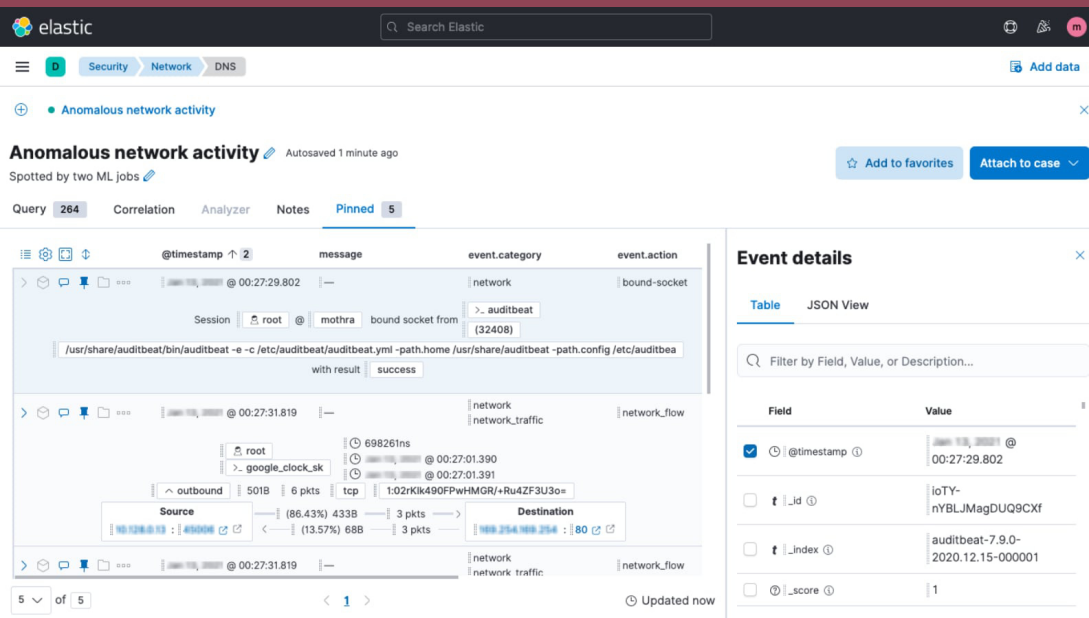 elastic
Search Elastic
m
D
Security
Network
DNS
Add data
Anomalous network activity
Anomalous network activity
Autosaved 1 minute ago
Spotted by two ML jobs
Add to favorites
Attach to case
Query 264
Correlation
Analyzer
Notes
Pinned 5
@timestamp 2
message
event.category
event.action
@ 00:27:29.802
—
network
bound-socket
Session
root
@
mothra
bound socket from
>_ auditbeat
(32408)
/usr/share/auditbeat/bin/auditbeat -e -c /etc/auditbeat/auditbeat.yml -path.home /usr/share/auditbeat -path.config /etc/auditbea
with result
success
@ 00:27:31.819
—
network
network_traffic
network_flow
root
>_ google_clock_sk
698261ns
@ 00:27:01.390
@ 00:27:01.391
outbound
501B
6 pkts
tcp
1:02rKlk490FPwHMGR/+Ru4ZF3U3o=
Source
:
(86.43%) 433B
3 pkts
(13.57%) 68B
3 pkts
Destination
: 80
@ 00:27:31.819
—
network
network_traffic
network_flow
5 of 5
1
Updated now
Event details
Table
JSON View
Filter by Field, Value, or Description...
Field
Value
@timestamp
@
00:27:29.802
t _id
ioTY-
nYBLJMagDUQ9CXf
t _index
auditbeat-7.9.0-
2020.12.15-000001
_score
1